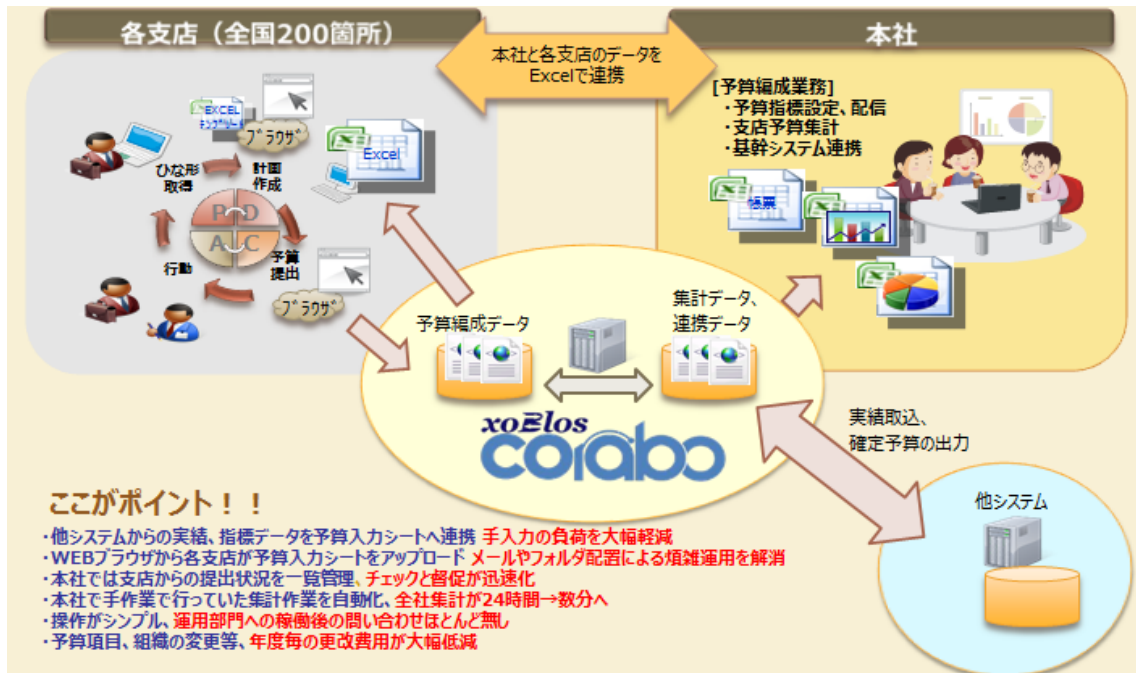 各支店（全国200箇所）
本社
本社と各支店のデータを
Excelで連携
[予算編成業務]
・予算指標設定、配信
・支店予算集計
・基幹システム連携
EXCEL
ﾌﾞﾗｳｻﾞ
Excel
ひな形
取得
計画
作成
P D
A C
行動
予算
提出
ﾌﾞﾗｳｻﾞ
帳票
予算編成データ
集計データ、
連携データ
xoBlos
corabo
実績取込、
確定予算の出力
他システム
ここがポイント！！
・他システムからの実績、指標データを予算入力シートへ連携 手入力の負荷を大幅軽減
・WEBブラウザから各支店が予算入力シートをアップロード メールやフォルダ配置による煩雑運用を解消
・本社では支店からの提出状況を一覧管理、チェックと督促が迅速化
・本社で手作業で行っていた集計作業を自動化、全社集計が24時間→数分へ
・操作がシンプル、運用部門への稼働後の問い合わせほとんど無し
・予算項目、組織の変更等、年度毎の更改費用が大幅低減